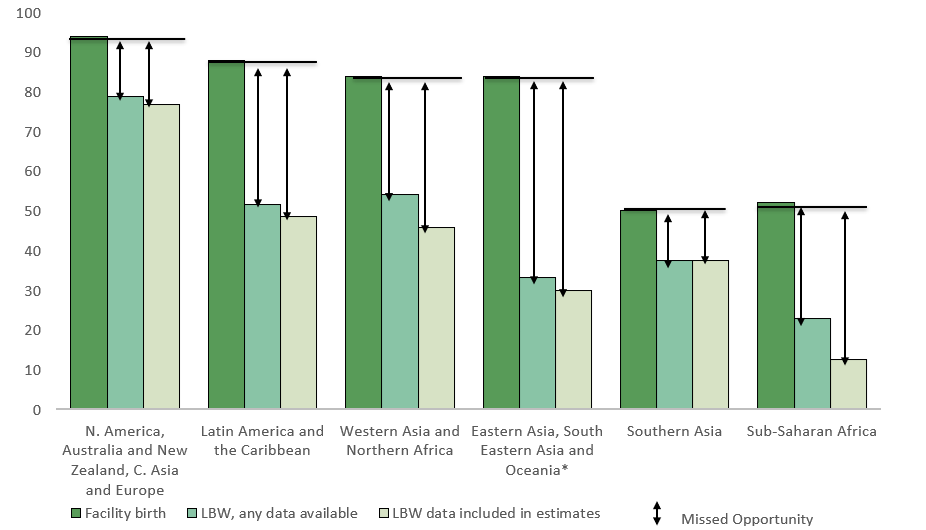 100
90
80
70
60
50
40
30
20
10
0
N. America,
Australia and New
Zealand, C. Asia
and Europe
Latin America and
the Caribbean
Western Asia and
Northern Africa
Eastern Asia, South
Eastern Asia and
Oceania*
Southern Asia
Sub-Saharan Africa
Facility birth
LBW, any data available
LBW data included in estimates
Missed Opportunity